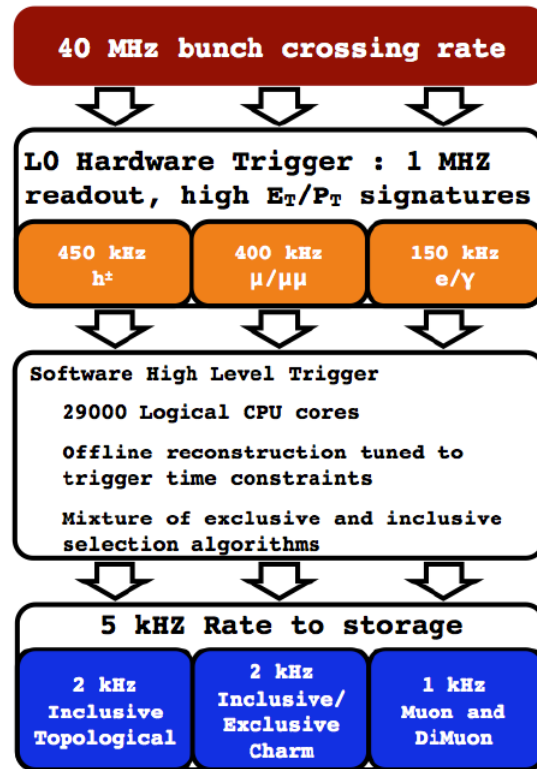 40 MHz bunch crossing rate
L0 Hardware Trigger : 1 MHZ
readout, high E_T/P_T signatures
450 kHz
h±
400 kHz
μ/μμ
150 kHz
e/γ
Software High Level Trigger
29000 Logical CPU cores
Offline reconstruction tuned to
trigger time constraints
Mixture of exclusive and inclusive
selection algorithms
5 kHZ Rate to storage
2 kHz
Inclusive
Topological
2 kHz
Inclusive/
Exclusive
Charm
1 kHz
Muon and
DiMuon